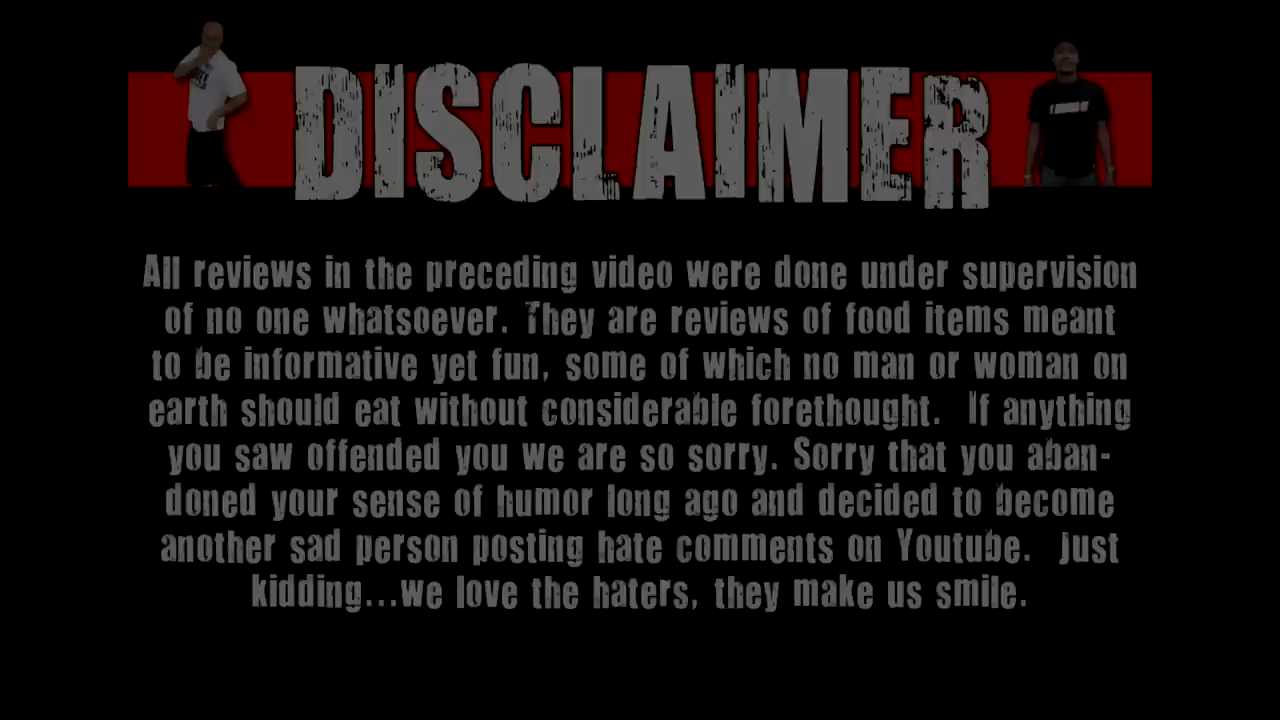 DISCLAIMER
All reviews in the preceding video were done under supervision
of no one whatsoever. They are reviews of food items meant
to be informative yet fun, some of which no man or woman on
earth should eat without considerable forethought.  If anything
you saw offended you we are so sorry. Sorry that you aban-
doned your sense of humor long ago and decided to become
another sad person posting hate comments on Youtube.  Just
kidding...we love the haters, they make us smile.